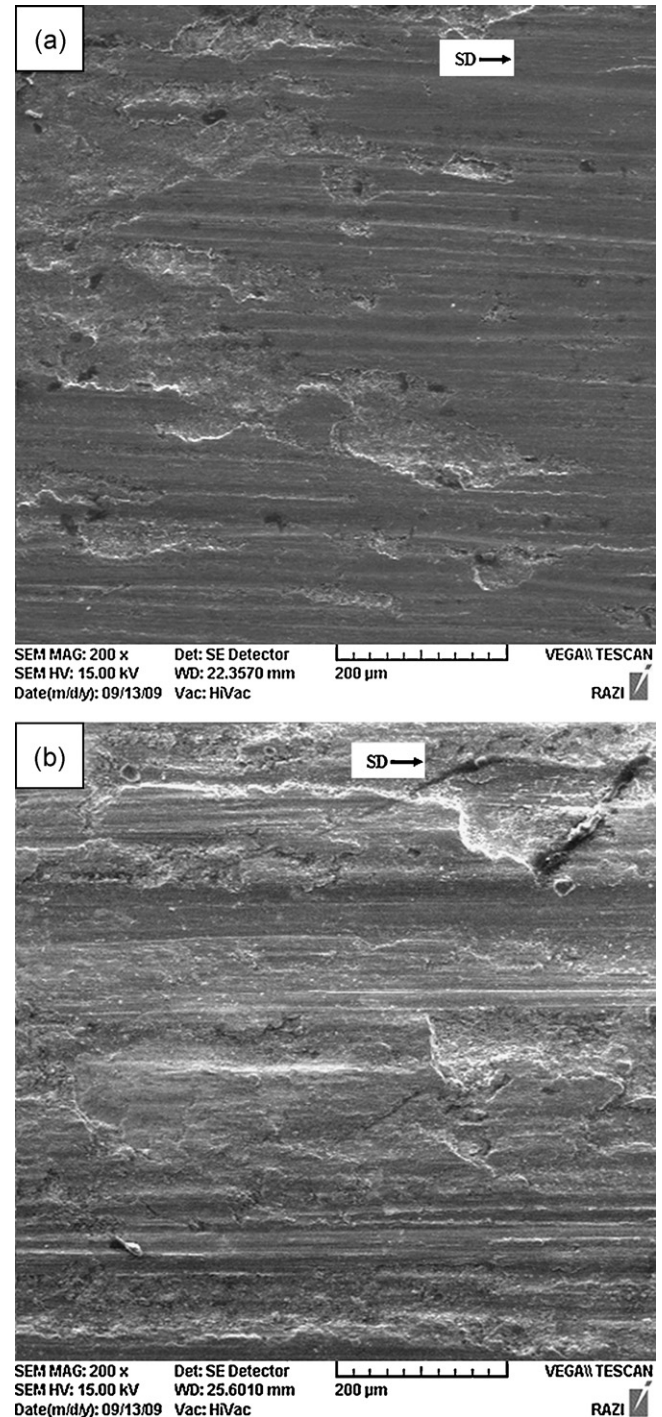 (a)
SD
SEM MAG: 200 x Det: SE Detector
SEM HV: 15.00 kV WD: 22.3570 mm 200 µm VEGA\\ TESCAN
Date(m/d/y): 09/13/09 Vac: HiVac RAZI
(b)
SD
SEM MAG: 200 x Det: SE Detector
SEM HV: 15.00 kV WD: 25.6010 mm 200 µm VEGA\\ TESCAN
Date(m/d/y): 09/13/09 Vac: HiVac RAZI